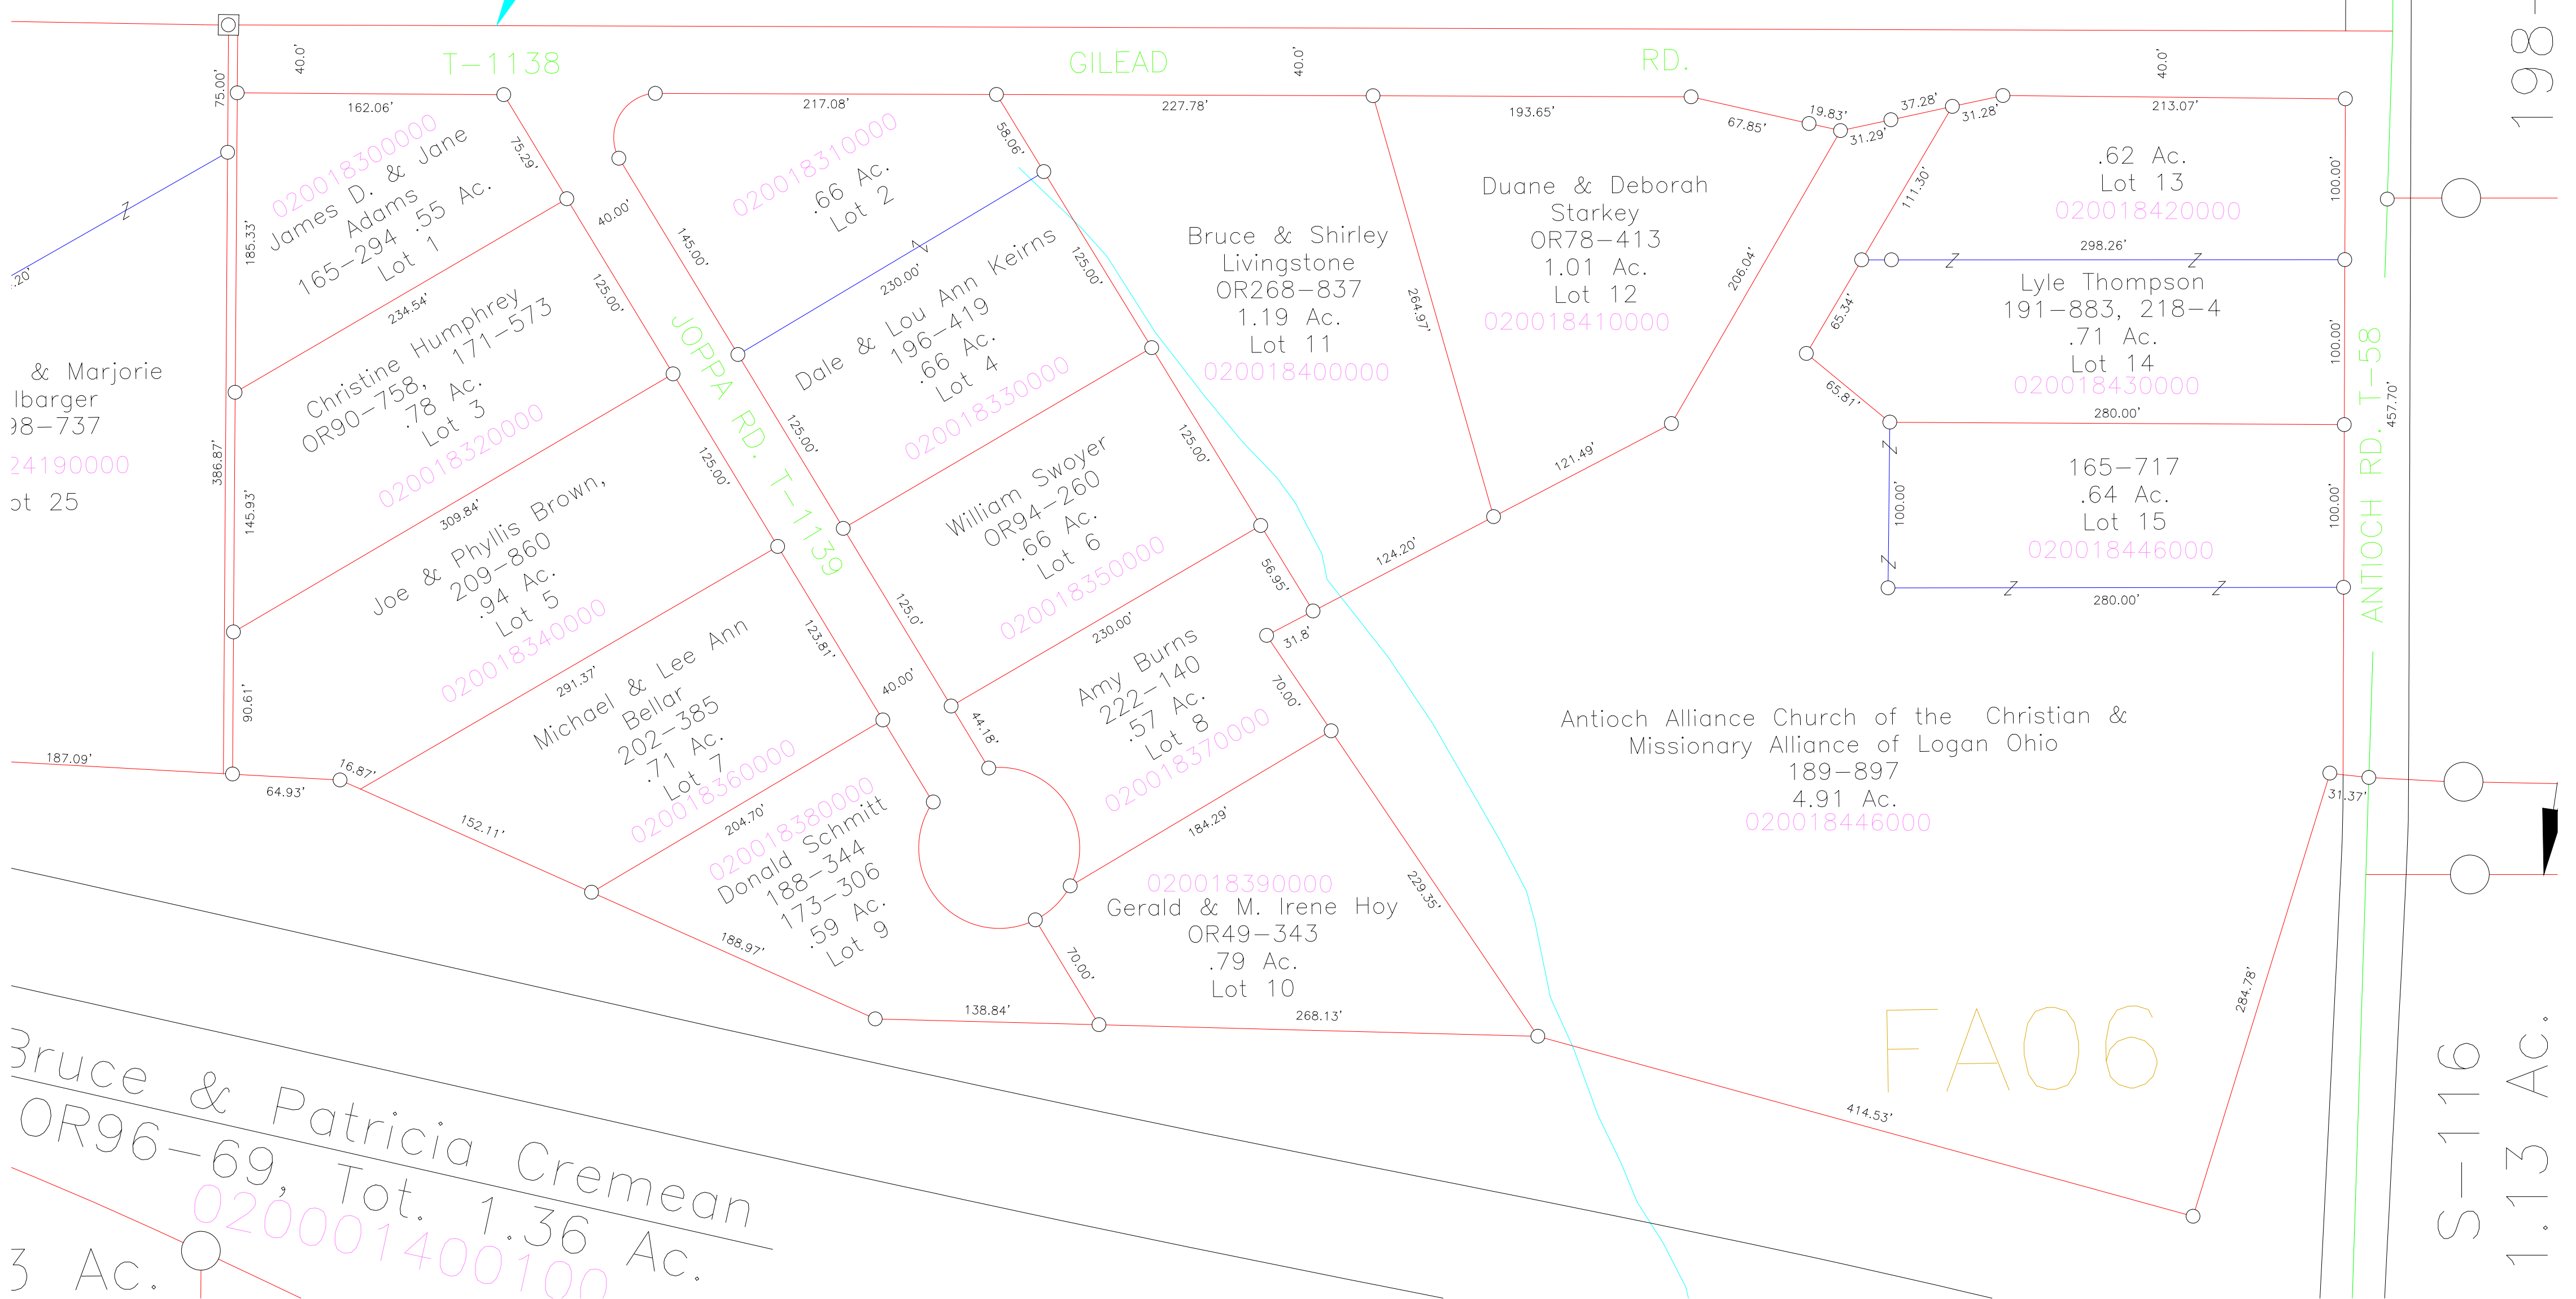 T-1138 GILEAD RD.
40.0'
40.0'
40.0'
198-
75.00'
162.06'
217.08'
227.78'
193.65'
67.85'
19.83'
31.29'
37.28'
31.28'
213.07'
020018300000
James D. & Jane
Adams
165-294 .55 Ac.
Lot 1
75.29'
185.33'
234.54'
40.00'
145.00'
020018310000
.66 Ac.
Lot 2
58.06'
230.00'
125.00'
Christine Humphrey
OR90-758, 171-573
.78 Ac.
Lot 3
020018320000
125.00'
145.93'
309.84'
JOPPA RD. T-1139
Dale & Lou Ann Keirns
196-419
.66 Ac.
Lot 4
020018330000
125.00'
125.00'
Bruce & Shirley
Livingstone
OR268-837
1.19 Ac.
Lot 11
020018400000
264.97'
Duane & Deborah
Starkey
OR78-413
1.01 Ac.
Lot 12
020018410000
206.04'
121.49'
124.20'
.62 Ac.
Lot 13
020018420000
111.30'
100.00'
298.26'
Lyle Thompson
191-883, 218-4
.71 Ac.
Lot 14
020018430000
65.34'
65.81'
100.00'
280.00'
165-717
.64 Ac.
Lot 15
020018446000
100.00'
100.00'
280.00'
ANTIOCH RD. T-58
457.70'
.20'
& Marjorie
lbarger
98-737
24190000
ot 25
386.87'
Joe & Phyllis Brown,
209-860
.94 Ac.
Lot 5
020018340000
125.00'
90.61'
291.37'
William Swoyer
OR94-260
.66 Ac.
Lot 6
020018350000
125.0'
230.00'
56.95'
31.8'
Michael & Lee Ann
Bellar
202-385
.71 Ac.
Lot 7
020018360000
123.81'
40.00'
204.70'
187.09'
64.93'
16.87'
152.11'
Amy Burns
222-140
.57 Ac.
Lot 8
020018370000
44.18'
70.00'
184.29'
020018380000
Donald Schmitt
188-344
173-306
.59 Ac.
Lot 9
188.97'
138.84'
70.00'
020018390000
Gerald & M. Irene Hoy
OR49-343
.79 Ac.
Lot 10
229.35'
268.13'
Antioch Alliance Church of the Christian &
Missionary Alliance of Logan Ohio
189-897
4.91 Ac.
020018446000
31.37'
284.78'
414.53'
FA06
S-116
1.13 Ac.
Bruce & Patricia Cremean
OR96-69, Tot. 1.36 Ac.
020001400100
3 Ac.